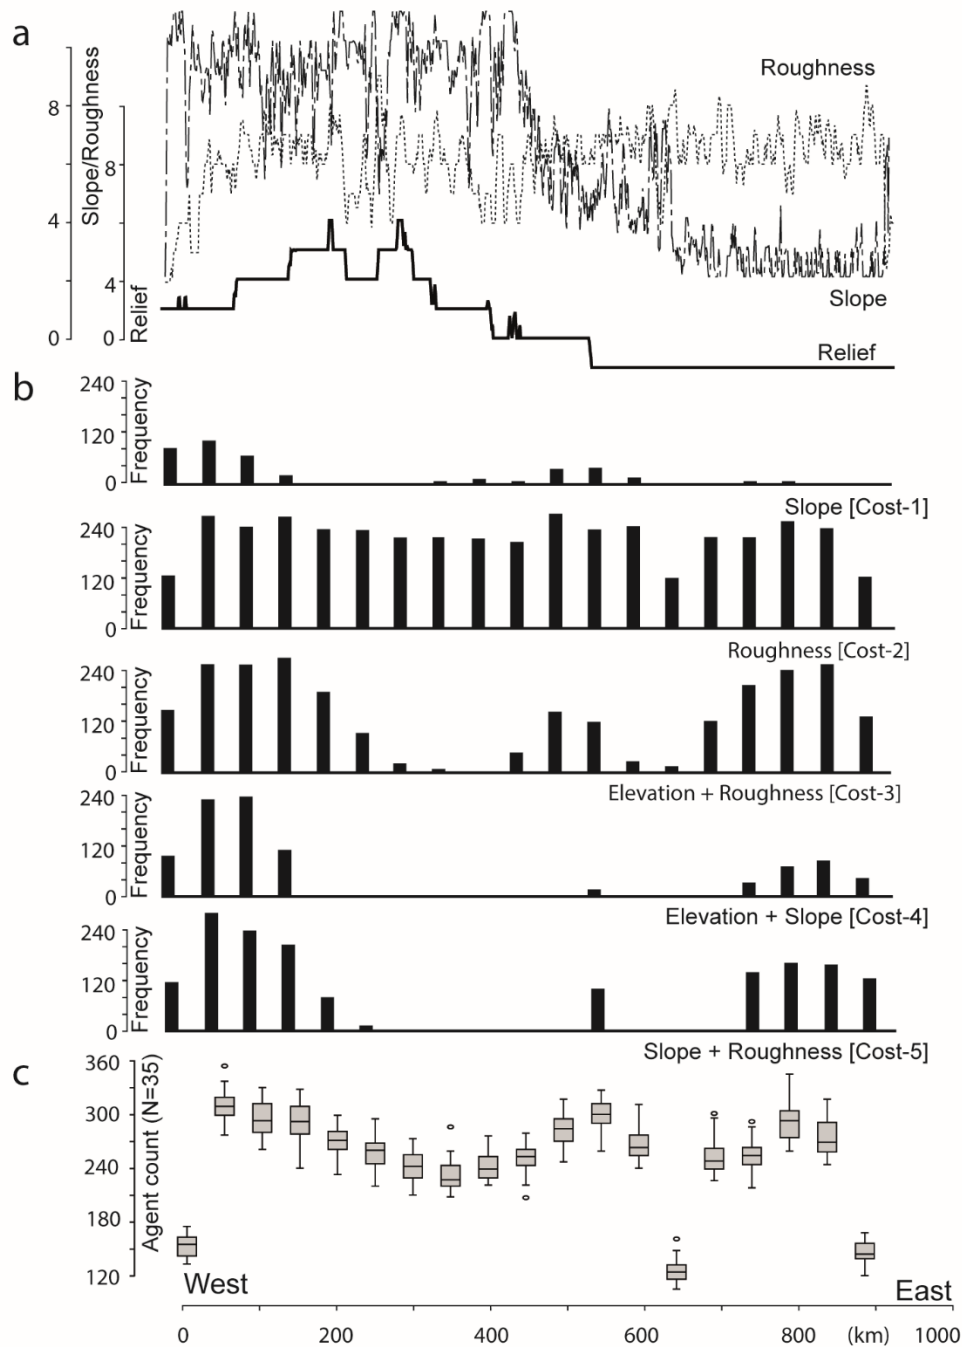 a
Slope/Roughness
8
4
0
Relief
8
4
0
Roughness
Slope
Relief
b
Frequency
240
120
0
Slope [Cost-1]
Frequency
240
120
0
Roughness [Cost-2]
Frequency
240
120
0
Elevation + Roughness [Cost-3]
Frequency
240
120
0
Elevation + Slope [Cost-4]
Frequency
240
120
0
Slope + Roughness [Cost-5]
c
Agent count (N=35)
360
300
240
180
120
West
East
0 200 400 600 800 (km) 1000